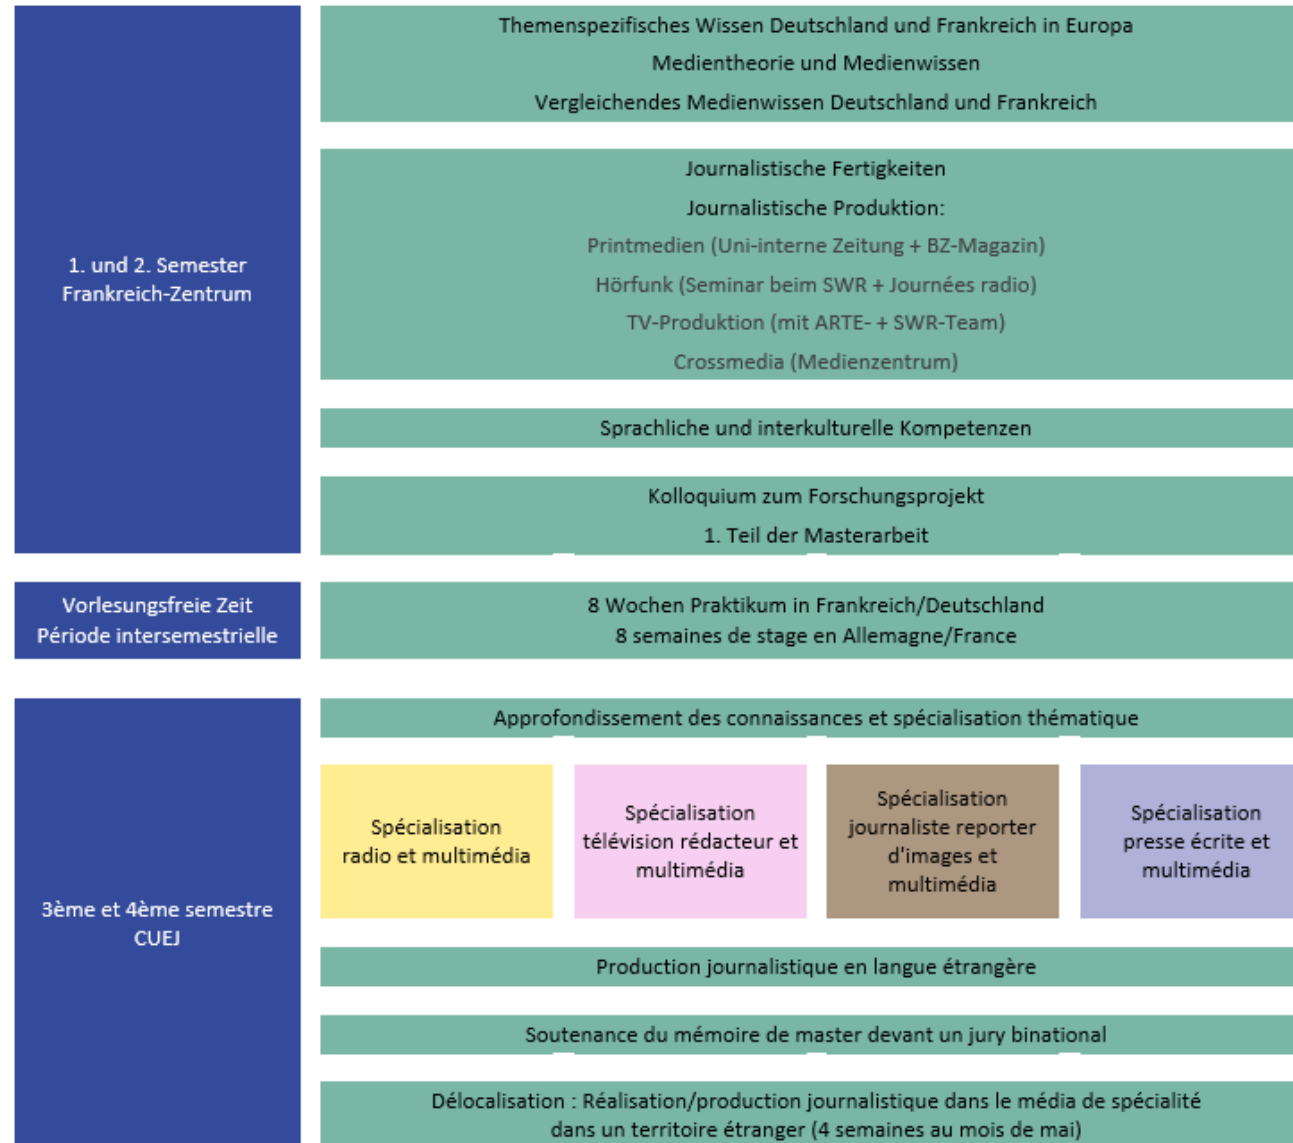 1. und 2. Semester
Frankreich-Zentrum
Themenspezifisches Wissen Deutschland und Frankreich in Europa
Medientheorie und Medienwissen
Vergleichendes Medienwissen Deutschland und Frankreich
Journalistische Fertigkeiten
Journalistische Produktion:
Printmedien (Uni-interne Zeitung + BZ-Magazin)
Hörfunk (Seminar beim SWR + Journées radio)
TV-Produktion (mit ARTE- + SWR-Team)
Crossmedia (Medienzentrum)
Sprachliche und interkulturelle Kompetenzen
Kolloquium zum Forschungsprojekt
1. Teil der Masterarbeit
Vorlesungsfreie Zeit
Période intersemestrielle
8 Wochen Praktikum in Frankreich/Deutschland
8 semaines de stage en Allemagne/France
3ème et 4ème semestre
CUEJ
Approfondissement des connaissances et spécialisation thématique
Spécialisation
radio et multimédia
Spécialisation
télévision rédacteur et
multimédia
Spécialisation
journaliste reporter
d'images et
multimédia
Spécialisation
presse écrite et
multimédia
Production journalistique en langue étrangère
Soutenance du mémoire de master devant un jury binational
Délocalisation : Réalisation/production journalistique dans le média de spécialité
dans un territoire étranger (4 semaines au mois de mai)